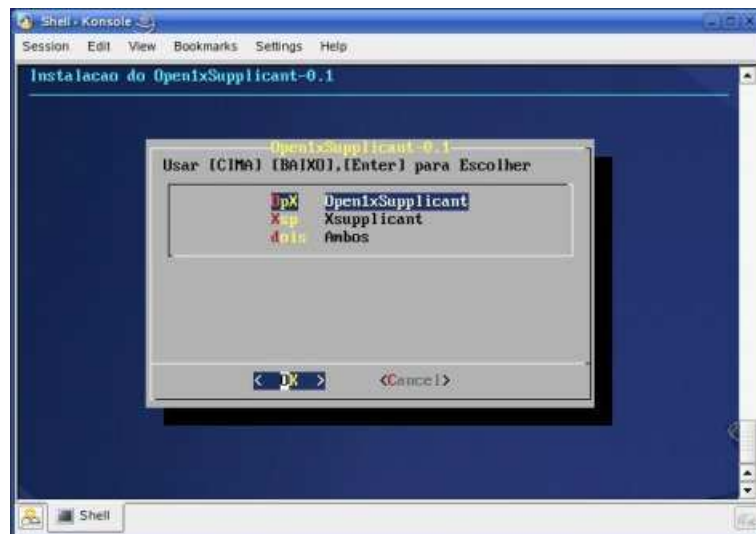 Shell - Konsole
Session Edit View Bookmarks Settings Help
Instalacao do Open1xSupplicant-0.1
Open1xSupplicant-0.1
Usar [CIMA] [BAIXO],[Enter] para Escolher
OpX Open1xSupplicant
Xsp Xsupplicant
dois Ambos
< OK > <Cancel>
Shell